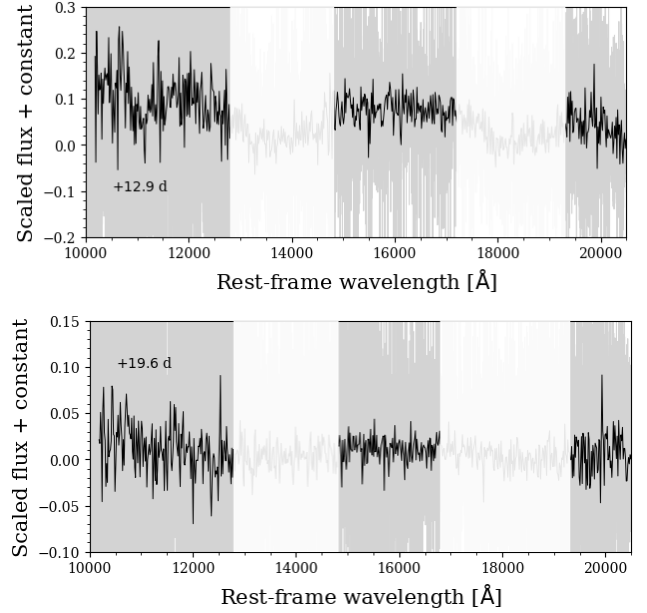 0.3
0.2
0.1
0.0
−0.1
−0.2
Scaled flux + constant
+12.9 d
10000 12000 14000 16000 18000 20000
Rest-frame wavelength [Å]
0.15
0.10
0.05
0.00
−0.05
−0.10
Scaled flux + constant
+19.6 d
10000 12000 14000 16000 18000 20000
Rest-frame wavelength [Å]